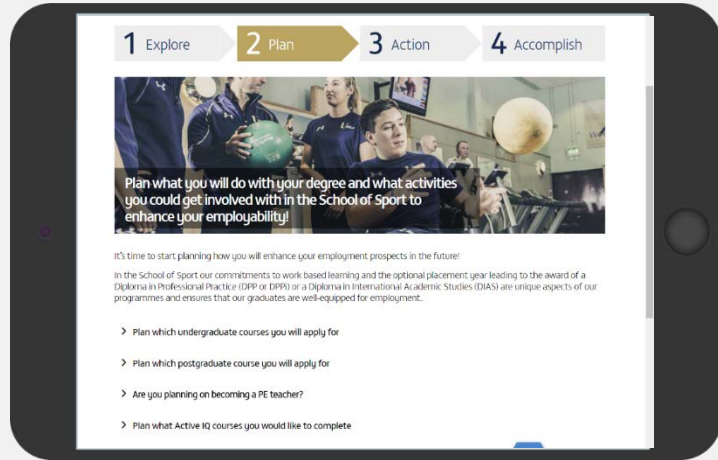 1 Explore
2 Plan
3 Action
4 Accomplish
Plan what you will do with your degree and what activities
you could get involved with in the School of Sport to
enhance your employability!
It's time to start planning how you will enhance your employment prospects in the future!
In the School of Sport our commitments to work based learning and the optional placement year leading to the award of a
Diploma in Professional Practice (DPP or DPPi) or a Diploma in International Academic Studies (DIAS) are unique aspects of our
programmes and ensures that our graduates are well-equipped for employment.
Plan which undergraduate courses you will apply for
Plan which postgraduate course you will apply for
Are you planning on becoming a PE teacher?
Plan what Active IQ courses you would like to complete